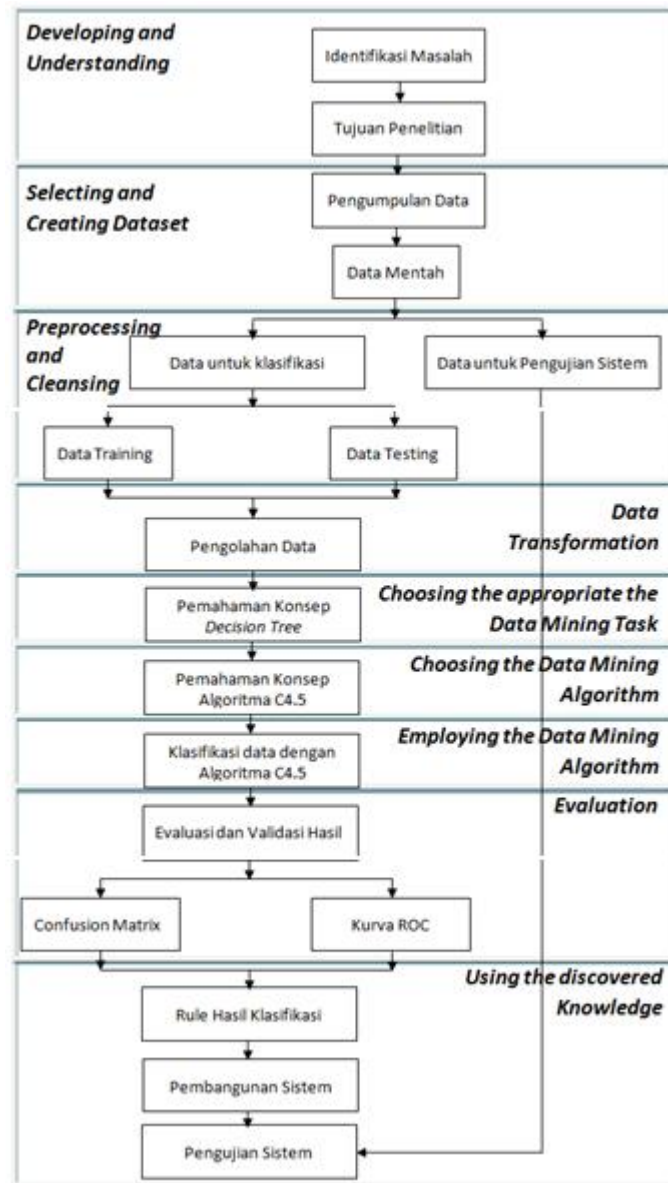 Developing and
Understanding
Identifikasi Masalah
Tujuan Penelitian
Selecting and
Creating Dataset
Pengumpulan Data
Data Mentah
Preprocessing
and
Cleansing
Data untuk klasifikasi
Data untuk Pengujian Sistem
Data Training
Data Testing
Data
Transformation
Pengolahan Data
Choosing the appropriate the
Data Mining Task
Pemahaman Konsep
Decision Tree
Choosing the Data Mining
Algorithm
Pemahaman Konsep
Algoritma C4.5
Employing the Data Mining
Algorithm
Klasifikasi data dengan
Algoritma C4.5
Evaluation
Evaluasi dan Validasi Hasil
Confusion Matrix
Kurva ROC
Using the discovered
Knowledge
Rule Hasil Klasifikasi
Pembangunan Sistem
Pengujian Sistem